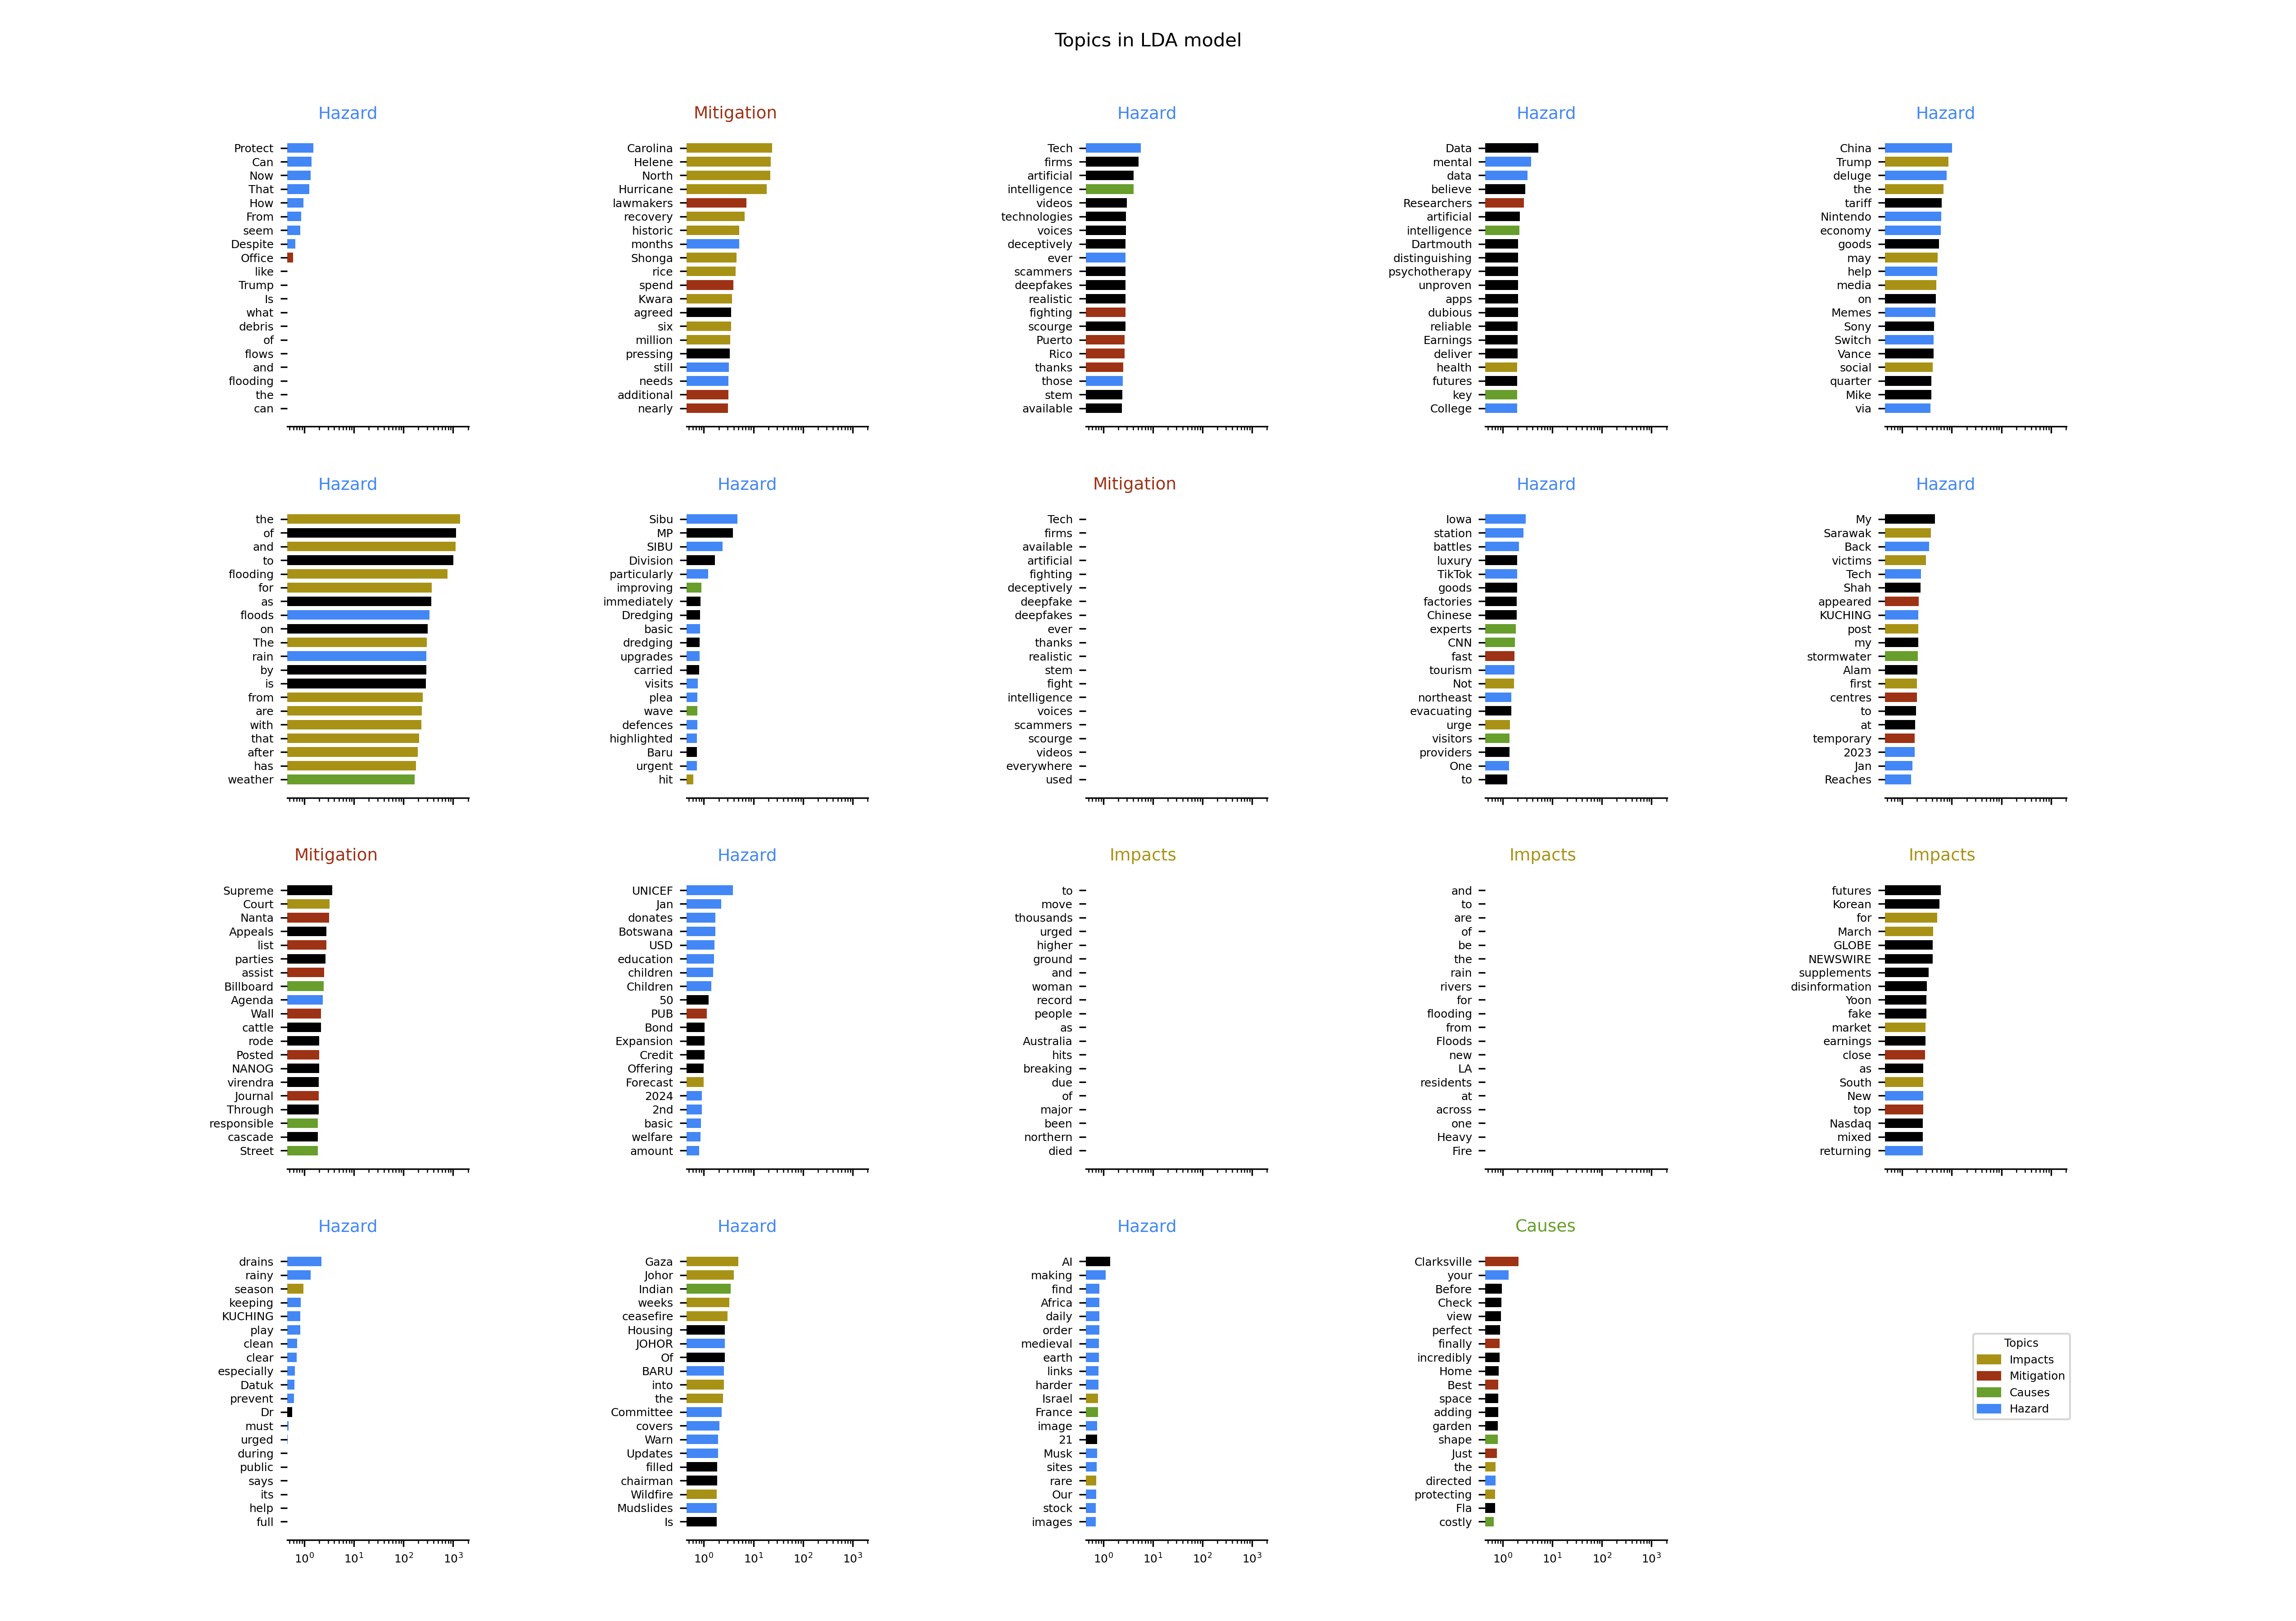 Topics in LDA model
Hazard
Protect
Can
Now
That
How
From
seem
Despite
Office
like
Trump
Is
what
debris
of
flows
and
flooding
the
can
Mitigation
Carolina
Helene
North
Hurricane
lawmakers
recovery
historic
months
Shonga
rice
spend
Kwara
agreed
six
million
pressing
still
needs
additional
nearly
Hazard
Tech
firms
artificial
intelligence
videos
technologies
voices
deceptively
ever
scammers
deepfakes
realistic
fighting
scourge
Puerto
Rico
thanks
those
stem
available
Hazard
Data
mental
data
believe
Researchers
artificial
intelligence
Dartmouth
distinguishing
psychotherapy
unproven
apps
dubious
reliable
Earnings
deliver
health
futures
key
College
Hazard
China
Trump
deluge
the
tariff
Nintendo
economy
goods
may
help
media
on
Memes
Sony
Switch
Vance
social
quarter
Mike
via
Hazard
the
of
and
to
flooding
for
as
floods
on
The
rain
by
is
from
are
with
that
after
has
weather
Hazard
Sibu
MP
SIBU
Division
particularly
improving
immediately
Dredging
basic
dredging
upgrades
carried
visits
plea
wave
defences
highlighted
Baru
urgent
hit
Mitigation
Tech
firms
available
artificial
fighting
deceptively
deepfake
deepfakes
ever
thanks
realistic
stem
fight
intelligence
voices
scammers
scourge
videos
everywhere
used
Hazard
Iowa
station
battles
luxury
TikTok
goods
factories
Chinese
experts
CNN
fast
tourism
Not
northeast
evacuating
urge
visitors
providers
One
to
Hazard
My
Sarawak
Back
victims
Tech
Shah
appeared
KUCHING
post
my
stormwater
Alam
first
centres
to
at
temporary
2023
Jan
Reaches
Mitigation
Supreme
Court
Nanta
Appeals
list
parties
assist
Billboard
Agenda
Wall
cattle
rode
Posted
NANOG
virendra
Journal
Through
responsible
cascade
Street
Hazard
UNICEF
Jan
donates
Botswana
USD
education
children
Children
50
PUB
Bond
Expansion
Credit
Offering
Forecast
2024
2nd
basic
welfare
amount
Impacts
to
move
thousands
urged
higher
ground
and
woman
record
people
as
Australia
hits
breaking
due
of
major
been
northern
died
Impacts
and
to
are
of
be
the
rain
rivers
for
flooding
from
Floods
new
LA
residents
at
across
one
Heavy
Fire
Impacts
futures
Korean
for
March
GLOBE
NEWSWIRE
supplements
disinformation
Yoon
fake
market
earnings
close
as
South
New
top
Nasdaq
mixed
returning
Hazard
drains
rainy
season
keeping
KUCHING
play
clean
clear
especially
Datuk
prevent
Dr
must
urged
during
public
says
its
help
full
10⁰ 10¹ 10² 10³
Hazard
Gaza
Johor
Indian
weeks
ceasefire
Housing
JOHOR
Of
BARU
into
the
Committee
covers
Warn
Updates
filled
chairman
Wildfire
Mudslides
Is
10⁰ 10¹ 10² 10³
Hazard
AI
making
find
Africa
daily
order
medieval
earth
links
harder
Israel
France
image
21
Musk
sites
rare
Our
stock
images
10⁰ 10¹ 10² 10³
Causes
Clarksville
your
Before
Check
view
perfect
finally
incredibly
Home
Best
space
adding
garden
shape
Just
the
directed
protecting
Fla
costly
10⁰ 10¹ 10² 10³
Topics
Impacts
Mitigation
Causes
Hazard